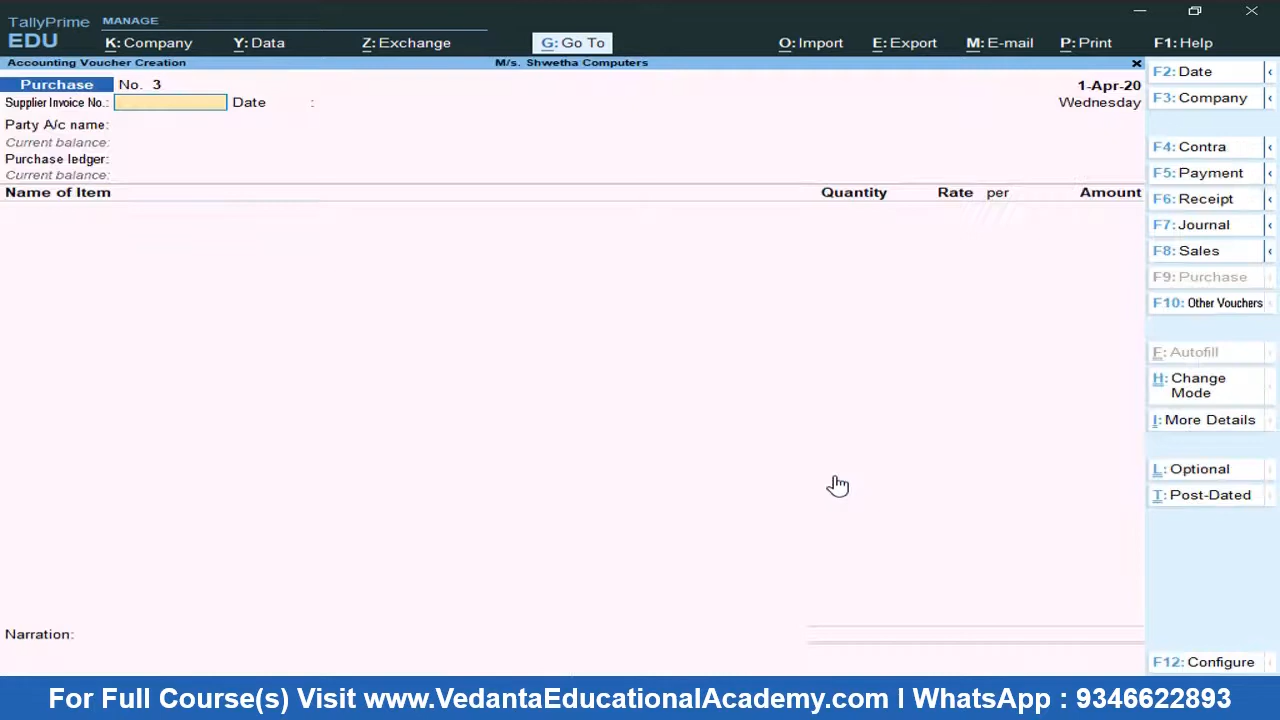 TallyPrime
EDU
MANAGE
K: Company
Y: Data
Z: Exchange
G: Go To
O: Import
E: Export
M: E-mail
P: Print
F1: Help
Accounting Voucher Creation
M/s. Shwetha Computers
Purchase No. 3
1-Apr-20
Supplier Invoice No.: Date :
Wednesday
Party A/c name:
Current balance:
Purchase ledger:
Current balance:
Name of Item Quantity Rate per Amount
Narration:
F2: Date
F3: Company
F4: Contra
F5: Payment
F6: Receipt
F7: Journal
F8: Sales
F9: Purchase
F10: Other Vouchers
F: Autofill
H: Change
Mode
I: More Details
L: Optional
T: Post-Dated
F12: Configure
For Full Course(s) Visit www.VedantaEducationalAcademy.com I WhatsApp : 9346622893